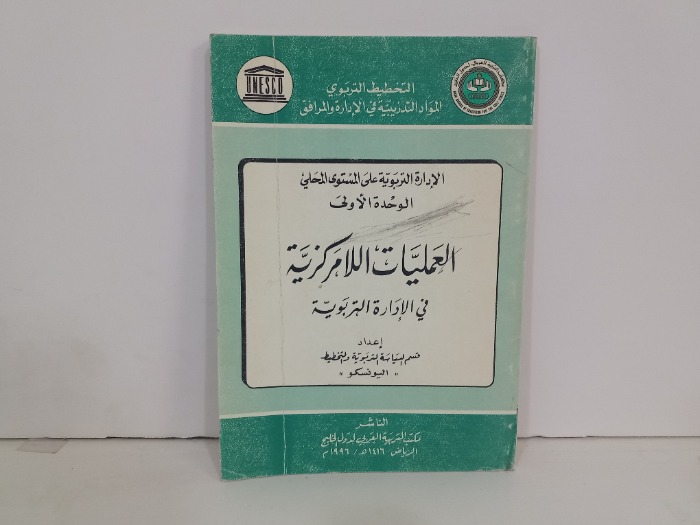 UNESCO
التخطيط التربوي
المواد التدريبية في الإدارة والمرافق
الإدارة التربوية على المستوى المحلي
الوحدة الأولى
العمليات اللامركزية
في الإدارة التربوية
إعداد
قسم السياسة التربوية والتخطيط
" اليونسكو "
الناشر
مكتب التربية العربي لدول الخليج
الرياض ١٤١٦هـ / ١٩٩٦م